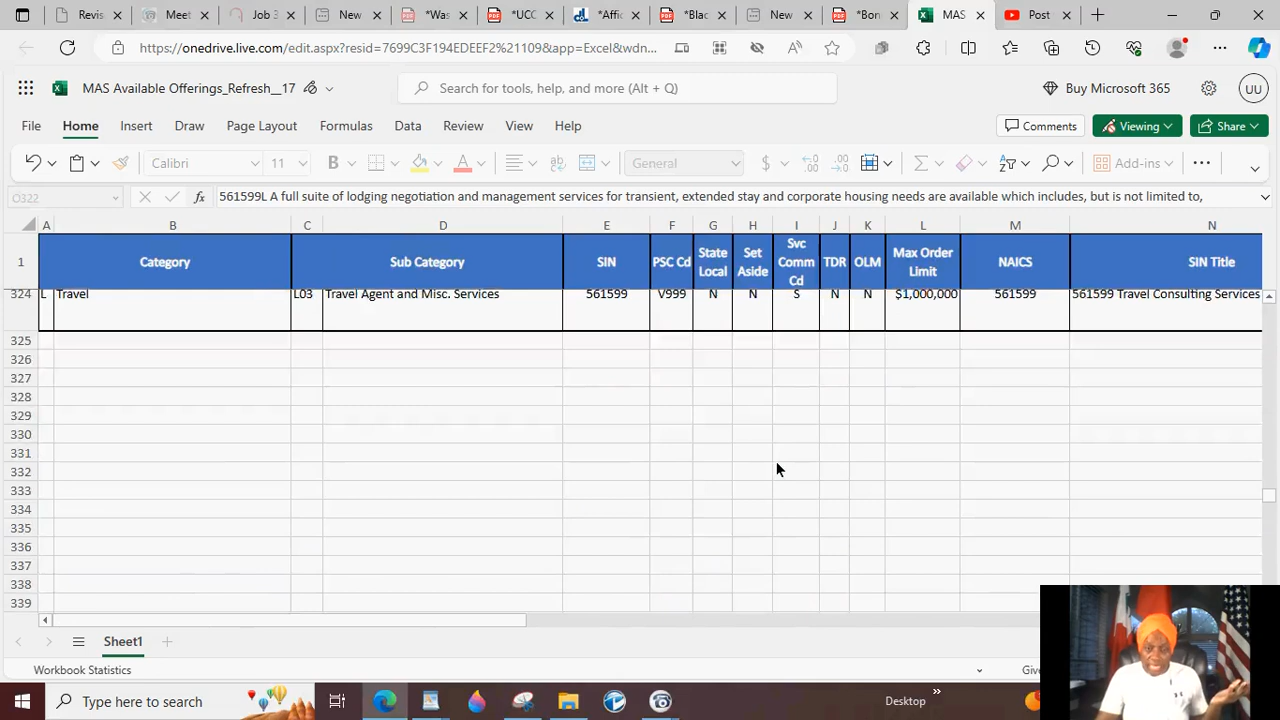 Revis
Meet
Job 3
New
*Was
*UCC
*Affic
*Blac
New
*Bon
MAS
Post
https://onedrive.live.com/edit.aspx?resid=7699C3F194EDEEF2%21109&app=Excel&wdn...
MAS Available Offerings_Refresh__17
Search for tools, help, and more (Alt + Q)
Buy Microsoft 365
UU
File Home Insert Draw Page Layout Formulas Data Review View Help
Comments
Viewing
Share
Calibri 11 B A ab General $ Add-ins
O322 fx 561599L A full suite of lodging negotiation and management services for transient, extended stay and corporate housing needs are available which includes, but is not limited to,
A B C D E F G H I J K L M N
1 Category Sub Category SIN PSC Cd State Local Set Aside Svc Comm Cd TDR OLM Max Order Limit NAICS SIN Title
324 L Travel L03 Travel Agent and Misc. Services 561599 V999 N N S N N $1,000,000 561599 561599 Travel Consulting Services
325
326
327
328
329
330
331
332
333
334
335
336
337
338
339
Sheet1
Workbook Statistics
Give
Type here to search
Desktop